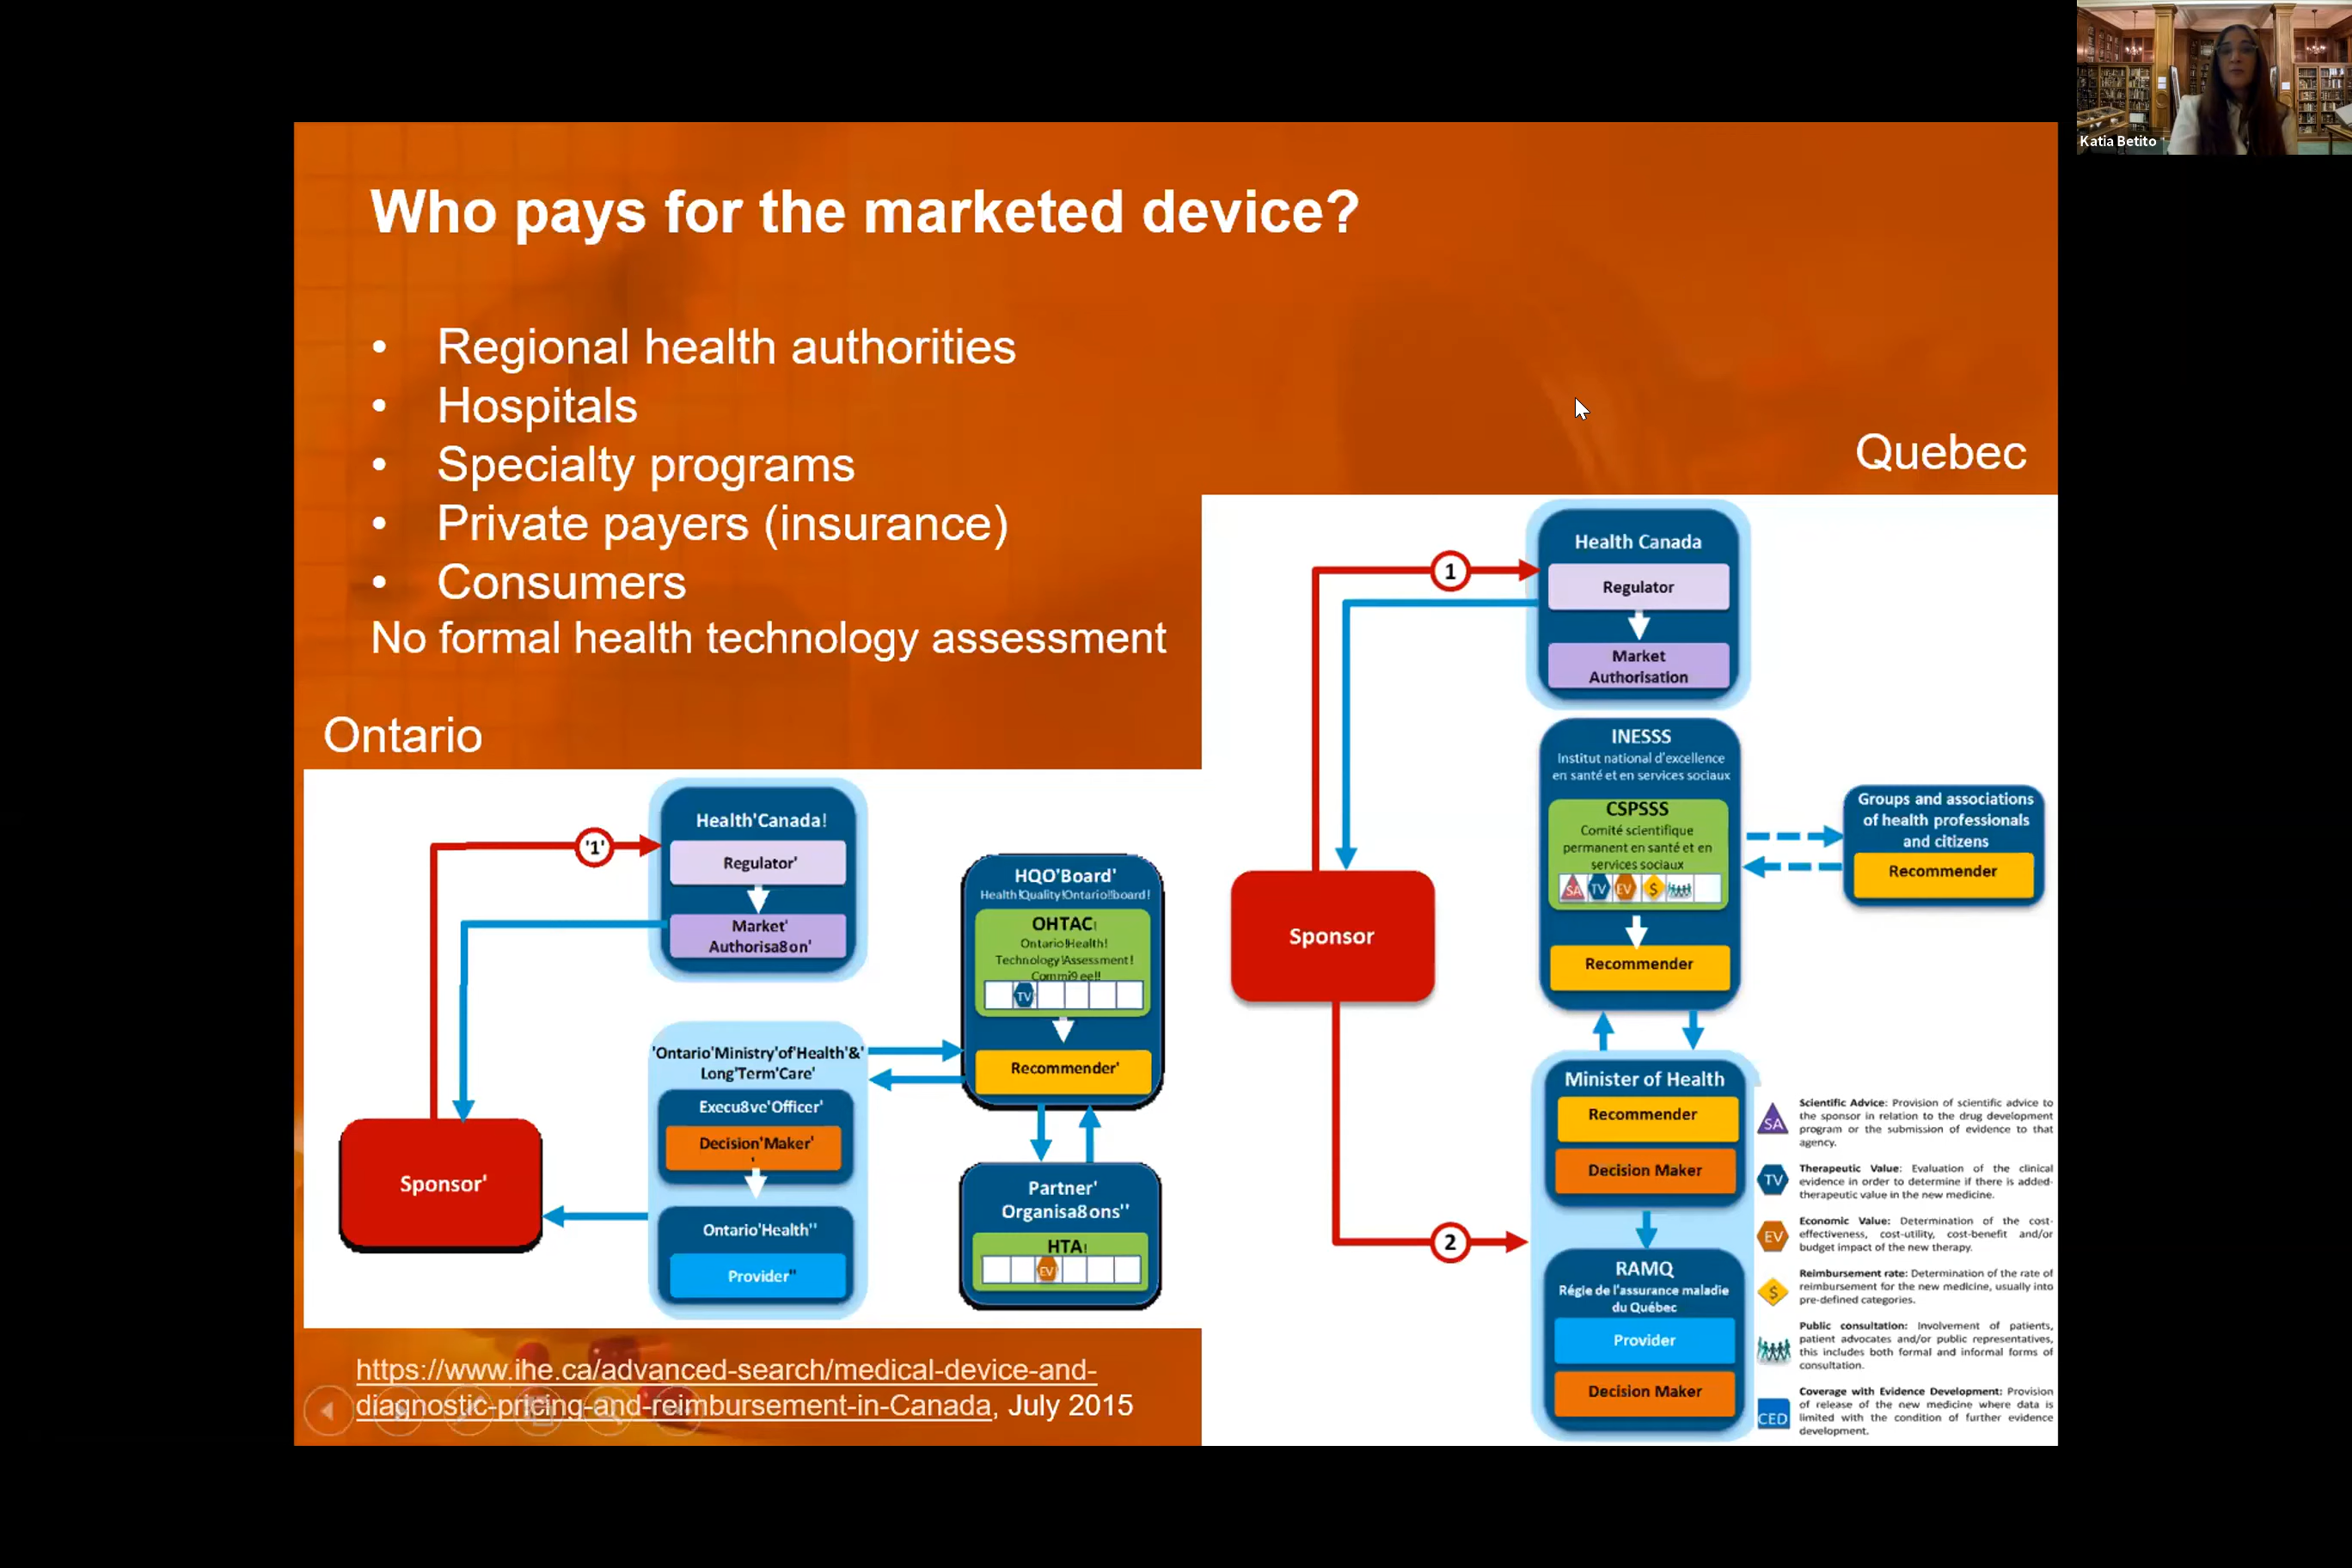 Katia Betito
Who pays for the marketed device?
• Regional health authorities
• Hospitals
• Specialty programs
• Private payers (insurance)
• Consumers
No formal health technology assessment
Ontario
Health'Canada!
'1'
Regulator'
Market'
Authorisa8on'
HQO'Board'
Health!Quality!Ontario!!board!
OHTAC!
Ontario!Health!
Technology!Assessment!
Commi9ee!!
TV
Recommender'
'Ontario'Ministry'of'Health'&'
Long'Term'Care'
Execu8ve'Officer'
Decision'Maker'
'
Ontario'Health''
Provider''
Sponsor'
Partner'
Organisa8ons''
HTA!
EV
https://www.ihe.ca/advanced-search/medical-device-and-
diagnostic-pricing-and-reimbursement-in-Canada, July 2015
Quebec
Health Canada
1
Regulator
Market
Authorisation
INESSS
Institut national d'excellence
en santé et en services sociaux
CSPSSS
Comité scientifique
permanent en santé et en
services sociaux
SA TV EV $
Recommender
Groups and associations
of health professionals
and citizens
Recommender
Sponsor
Minister of Health
Recommender
Decision Maker
2
RAMQ
Régie de l'assurance maladie
du Québec
Provider
Decision Maker
SA
Scientific Advice: Provision of scientific advice to
the sponsor in relation to the drug development
program or the submission of evidence to that
agency.
TV
Therapeutic Value: Evaluation of the clinical
evidence in order to determine if there is added-
therapeutic value in the new medicine.
EV
Economic Value: Determination of the cost-
effectiveness, cost-utility, cost-benefit and/or
budget impact of the new therapy.
$
Reimbursement rate: Determination of the rate of
reimbursement for the new medicine, usually into
pre-defined categories.
Public consultation: Involvement of patients,
patient advocates and/or public representatives,
this includes both formal and informal forms of
consultation.
CED
Coverage with Evidence Development: Provision
of release of the new medicine where data is
limited with the condition of further evidence
development.